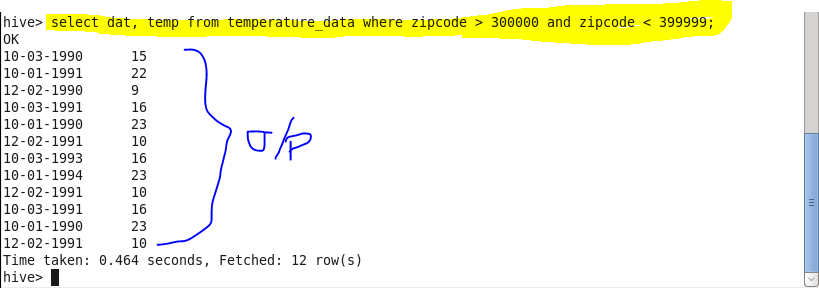 hive> select dat, temp from temperature_data where zipcode > 300000 and zipcode < 399999;
OK
10-03-1990 15
10-01-1991 22
12-02-1990 9
10-03-1991 16
10-01-1990 23
12-02-1991 10
10-03-1993 16
10-01-1994 23
12-02-1991 10
10-03-1991 16
10-01-1990 23
12-02-1991 10
O/P
Time taken: 0.464 seconds, Fetched: 12 row(s)
hive>